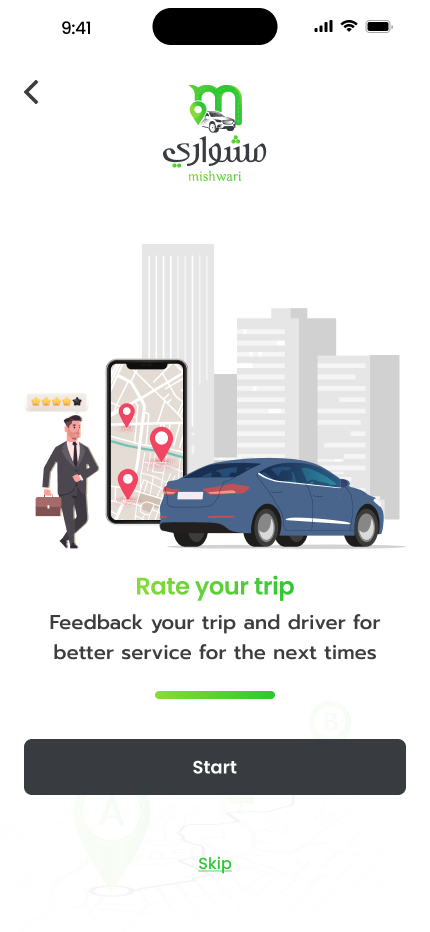 9:41
مشواري
mishwari
Rate your trip
Feedback your trip and driver for
better service for the next times
B
Start
A
Skip